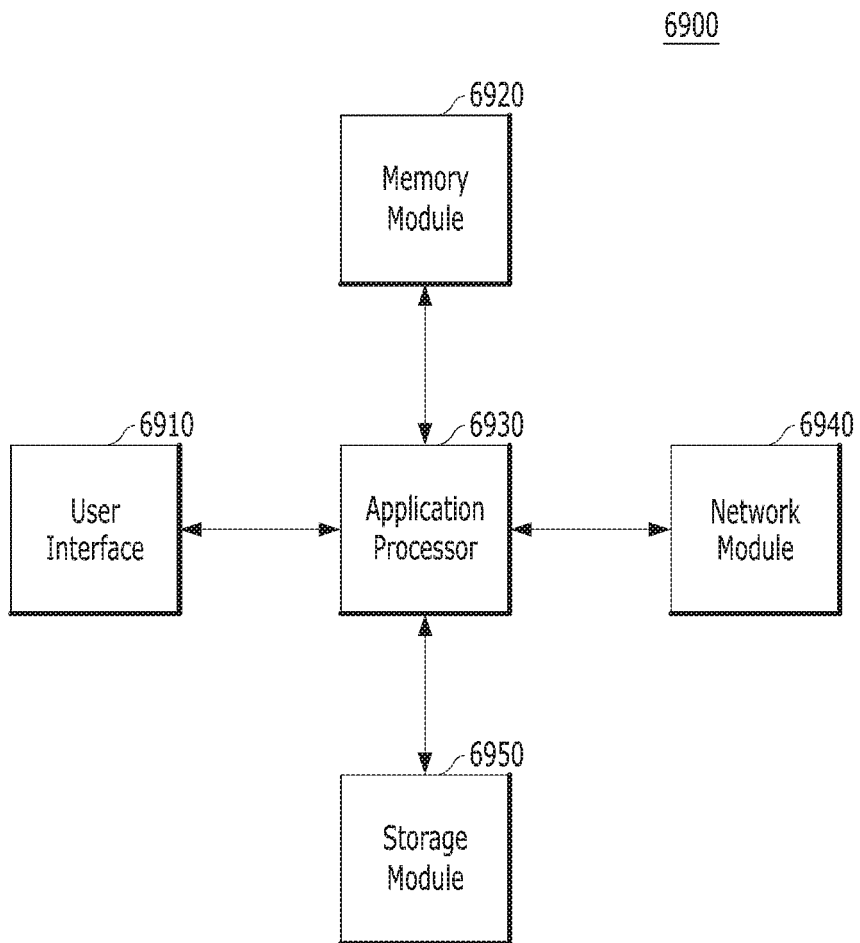 6900
6920
Memory
Module
6910
User
Interface
6930
Application
Processor
6940
Network
Module
6950
Storage
Module